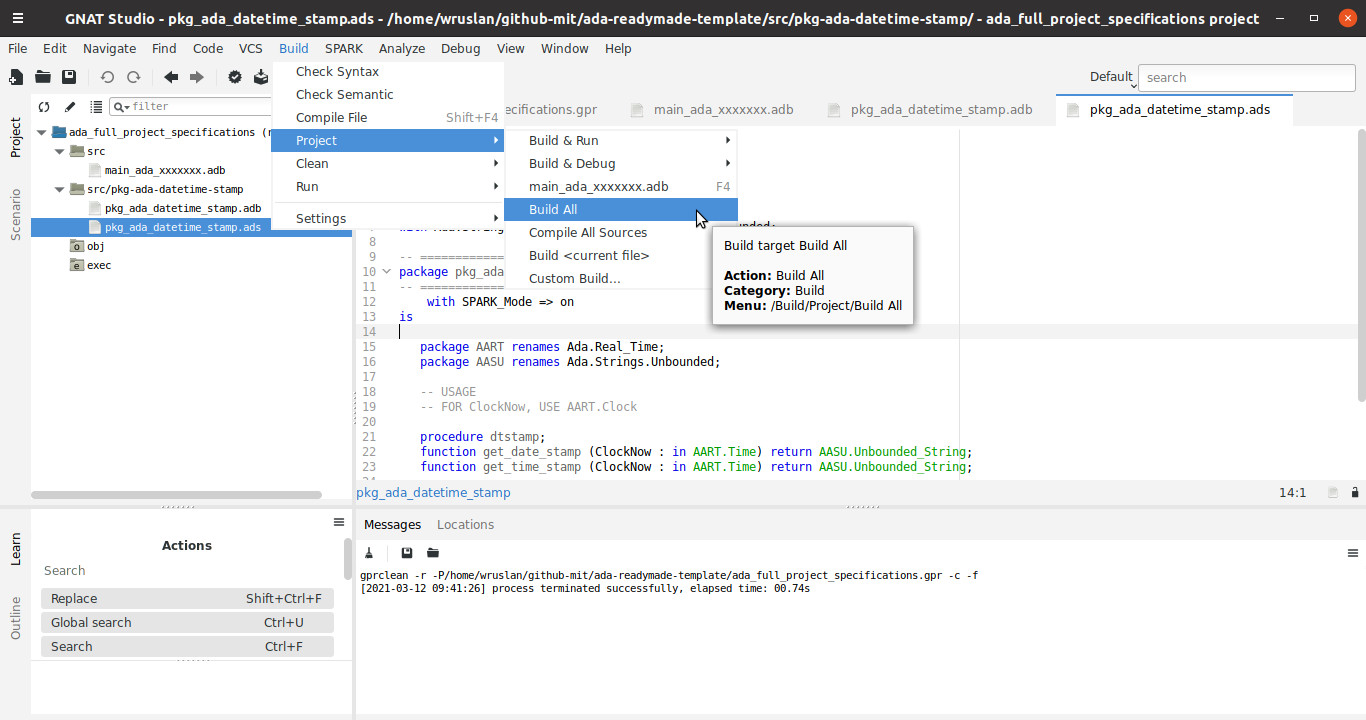 GNAT Studio - pkg_ada_datetime_stamp.ads - /home/wruslan/github-mit/ada-readymade-template/src/pkg-ada-datetime-stamp/ - ada_full_project_specifications project
File Edit Navigate Find Code VCS Build SPARK Analyze Debug View Window Help
Default search
Check Syntax
Check Semantic
Compile File Shift+F4
Project
Clean
Run
Settings
Build & Run
Build & Debug
main_ada_xxxxxxx.adb F4
Build All
Compile All Sources
Build <current file>
Custom Build...
Build target Build All
Action: Build All
Category: Build
Menu: /Build/Project/Build All
Project
Scenario
filter
ada_full_project_specifications (
src
main_ada_xxxxxxx.adb
src/pkg-ada-datetime-stamp
pkg_ada_datetime_stamp.adb
pkg_ada_datetime_stamp.ads
obj
exec
ecifications.gpr main_ada_xxxxxxx.adb pkg_ada_datetime_stamp.adb pkg_ada_datetime_stamp.ads
8
9 -- ============
10 package pkg_ada
11 -- ============
12 with SPARK_Mode => on
13 is
14
15 package AART renames Ada.Real_Time;
16 package AASU renames Ada.Strings.Unbounded;
17
18 -- USAGE
19 -- FOR ClockNow, USE AART.Clock
20
21 procedure dtstamp;
22 function get_date_stamp (ClockNow : in AART.Time) return AASU.Unbounded_String;
23 function get_time_stamp (ClockNow : in AART.Time) return AASU.Unbounded_String;
pkg_ada_datetime_stamp 14:1
Learn
Outline
Actions
Search
Replace Shift+Ctrl+F
Global search Ctrl+U
Search Ctrl+F
Messages Locations
gprclean -r -P/home/wruslan/github-mit/ada-readymade-template/ada_full_project_specifications.gpr -c -f
[2021-03-12 09:41:26] process terminated successfully, elapsed time: 00.74s